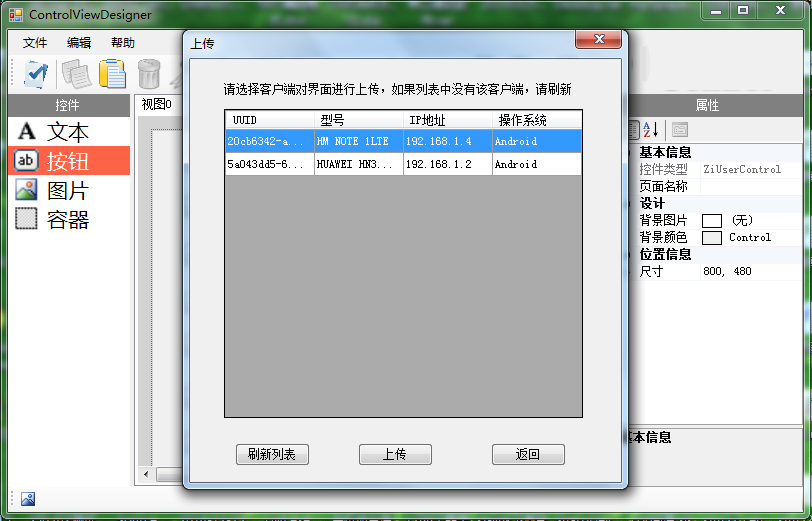 ControlViewDesigner
文件 编辑 帮助
控件
A 文本
ab 按钮
图片
容器
视图0
上传
请选择客户端对界面进行上传，如果列表中没有该客户端，请刷新
UUID 型号 IP地址 操作系统
20cb6342-a... HM NOTE 1LTE 192.168.1.4 Android
5a043dd5-6... HUAWEI HN3... 192.168.1.2 Android
刷新列表 上传 返回
属性
基本信息
控件类型 ZiUserControl
页面名称
设计
背景图片 (无)
背景颜色 Control
位置信息
尺寸 800, 480
基本信息